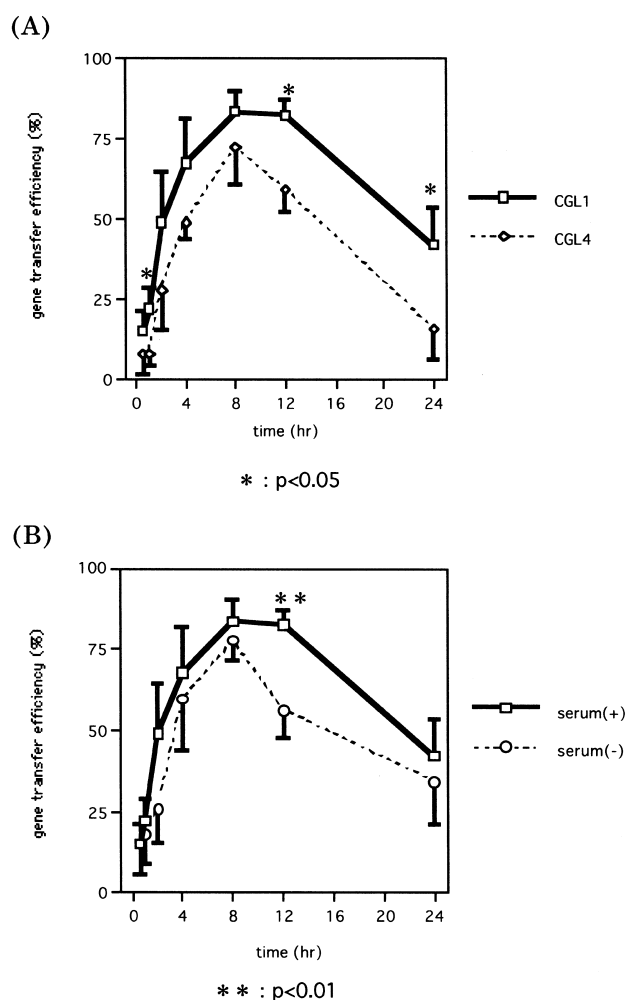 (A)
100
75
50
25
0
gene transfer efficiency (%)
*
*
*
0 4 8 12 16 20 24
time (hr)
CGL1
CGL4
* : p<0.05
(B)
100
75
50
25
0
gene transfer efficiency (%)
* *
0 4 8 12 16 20 24
time (hr)
serum(+)
serum(-)
* * : p<0.01